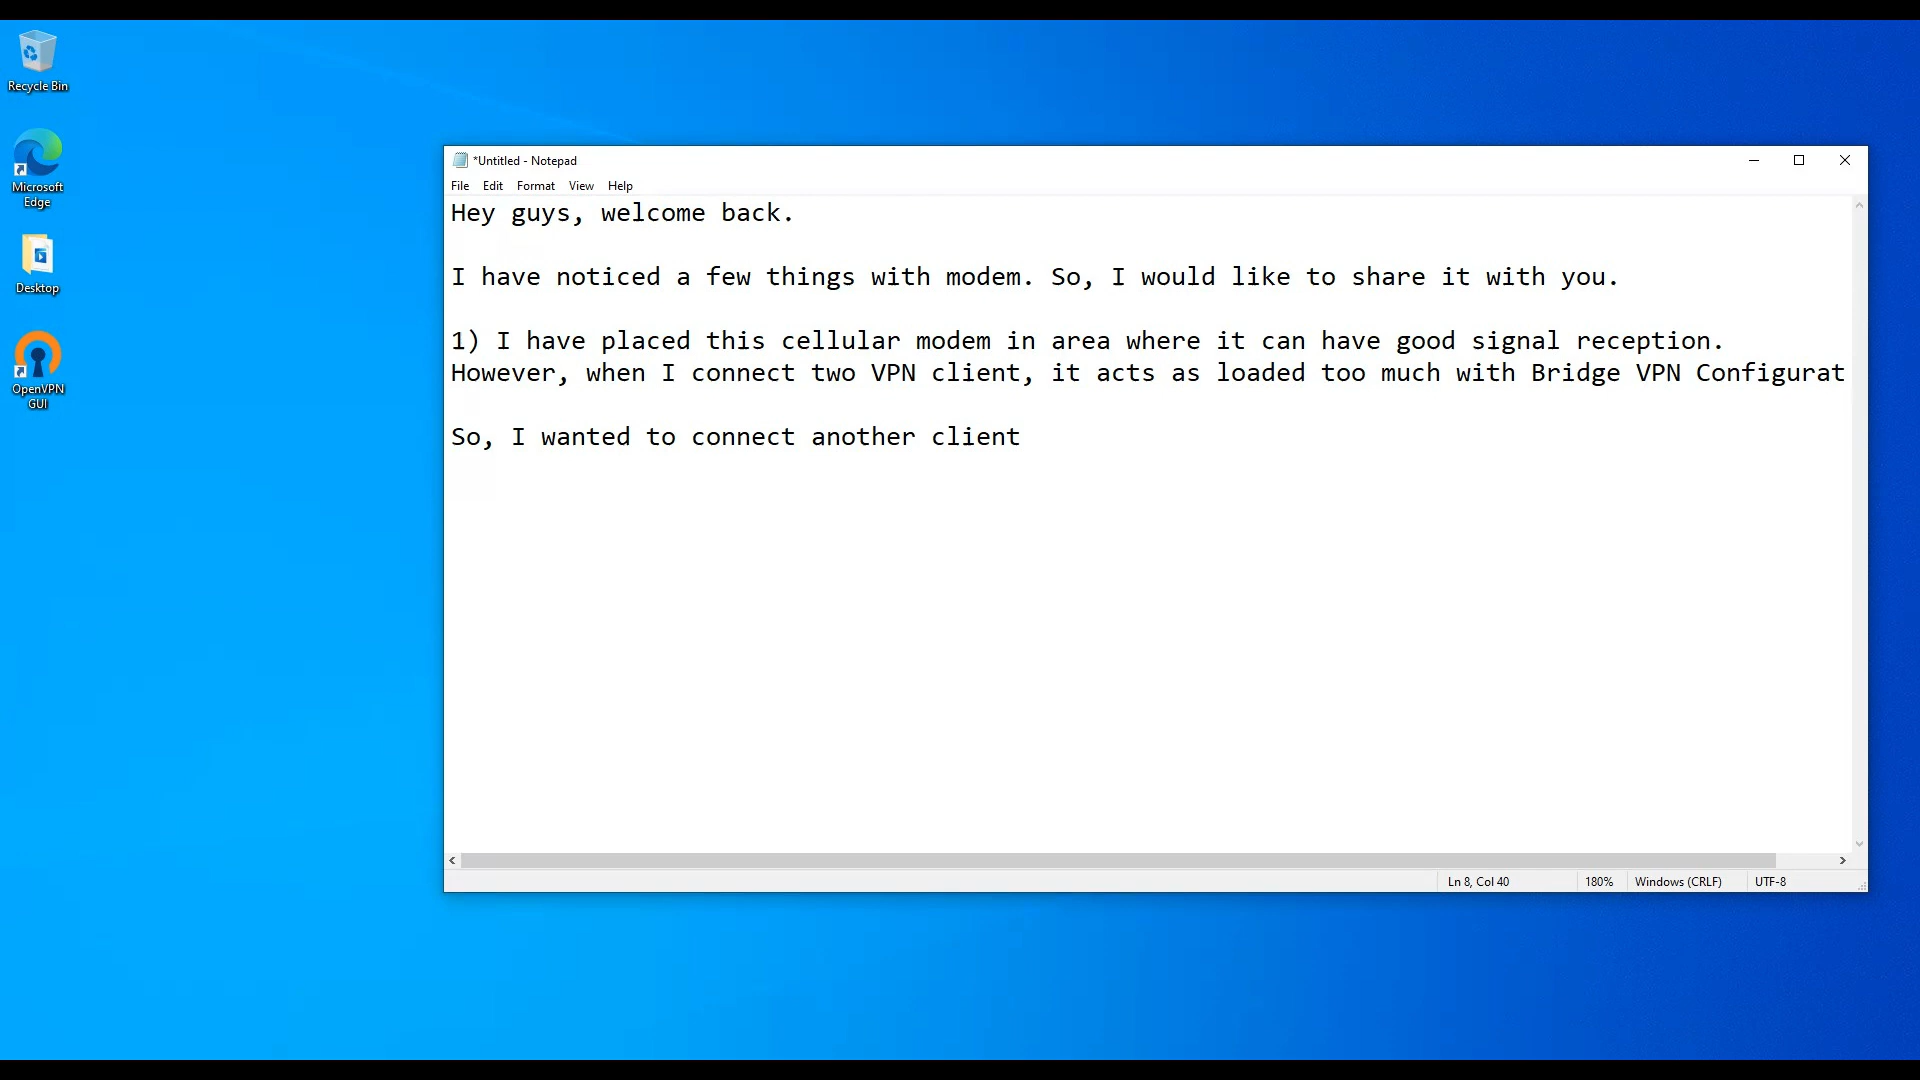 Recycle Bin
Microsoft
Edge
Desktop
OpenVPN
GUI
*Untitled - Notepad
File Edit Format View Help
Hey guys, welcome back.
I have noticed a few things with modem. So, I would like to share it with you.
1) I have placed this cellular modem in area where it can have good signal reception.
However, when I connect two VPN client, it acts as loaded too much with Bridge VPN Configurat
So, I wanted to connect another client
Ln 8, Col 40 180% Windows (CRLF) UTF-8